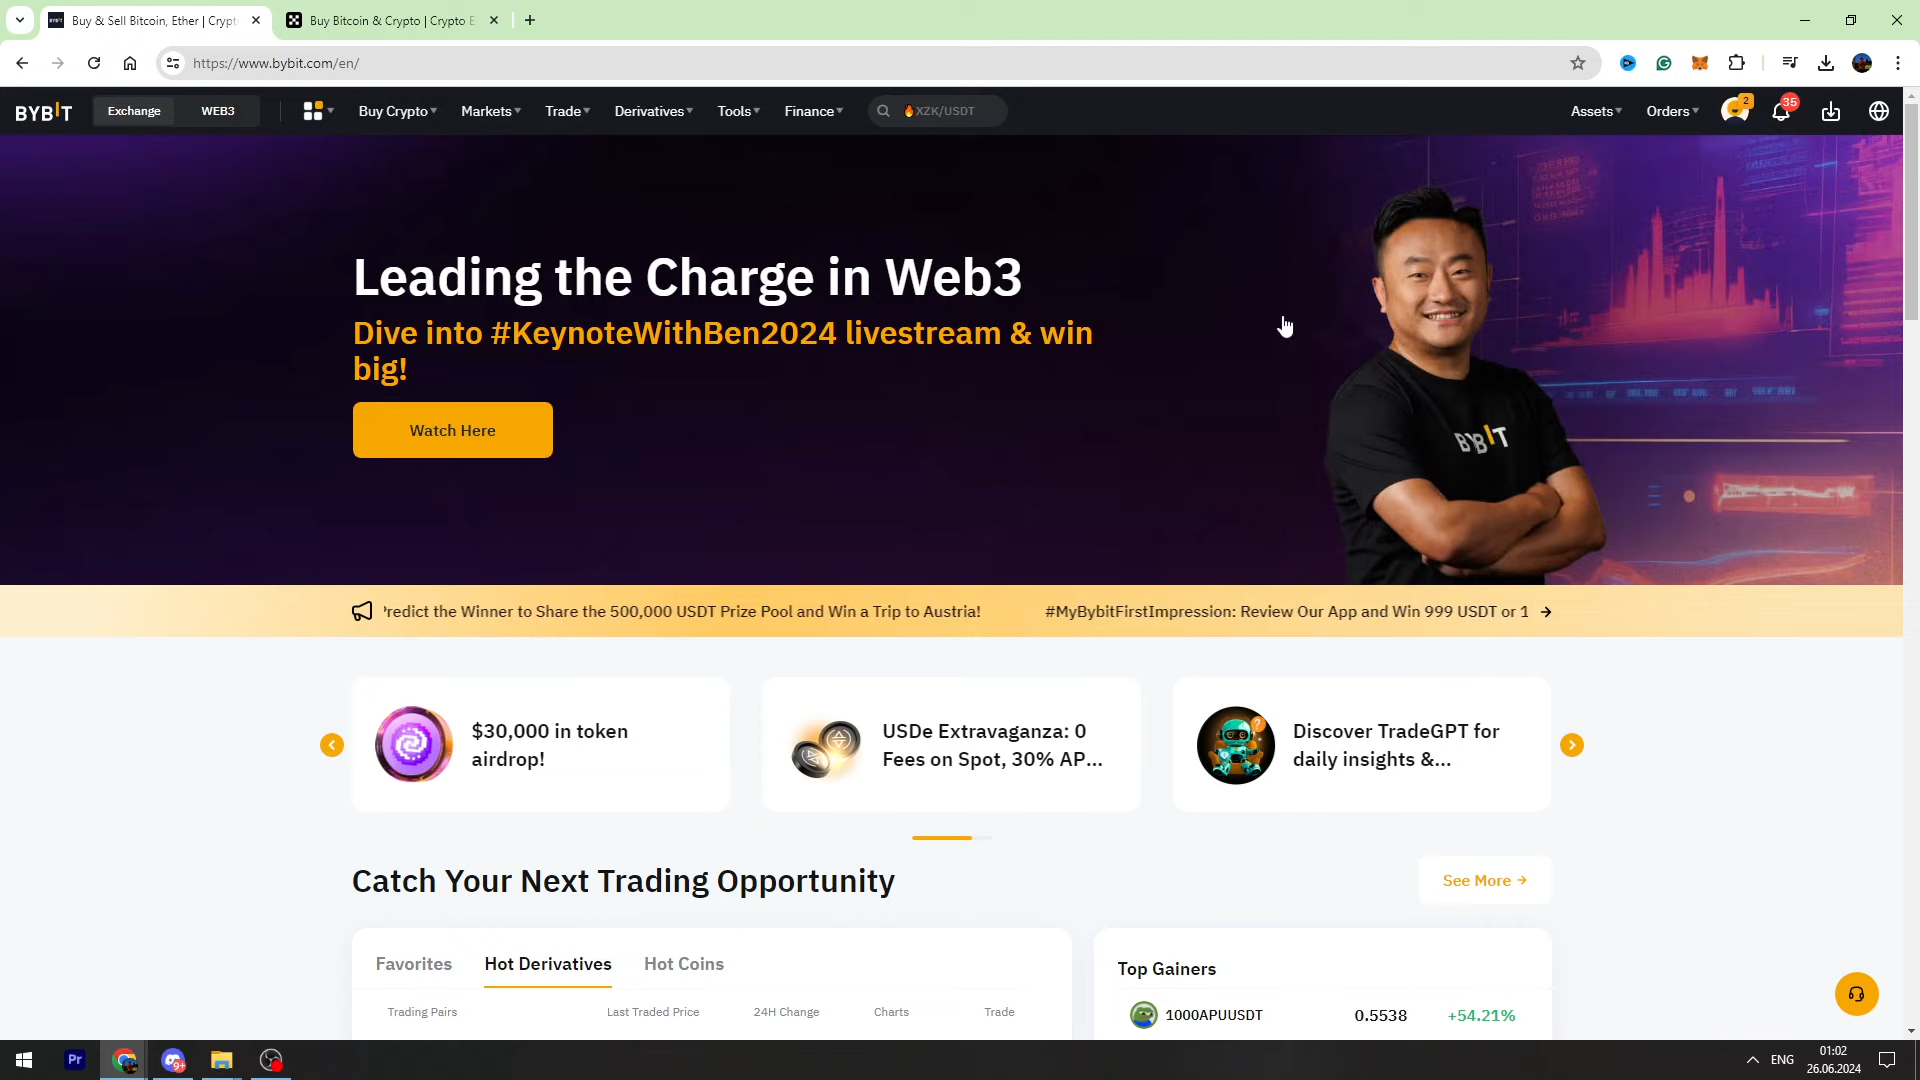 Buy & Sell Bitcoin, Ether | Crypt
Buy Bitcoin & Crypto | Crypto E
https://www.bybit.com/en/
BYBIT
Exchange
WEB3
Buy Crypto
Markets
Trade
Derivatives
Tools
Finance
XZK/USDT
Assets
Orders
2
35
Leading the Charge in Web3
Dive into #KeynoteWithBen2024 livestream & win
big!
Watch Here
BYBIT
Predict the Winner to Share the 500,000 USDT Prize Pool and Win a Trip to Austria!
#MyBybitFirstImpression: Review Our App and Win 999 USDT or 1
$30,000 in token
airdrop!
USDe Extravaganza: 0
Fees on Spot, 30% AP...
Discover TradeGPT for
daily insights &...
Catch Your Next Trading Opportunity
See More
Favorites
Hot Derivatives
Hot Coins
Trading Pairs
Last Traded Price
24H Change
Charts
Trade
Top Gainers
1000APUUSDT
0.5538
+54.21%
Pr
9+
ENG
01:02
26.06.2024